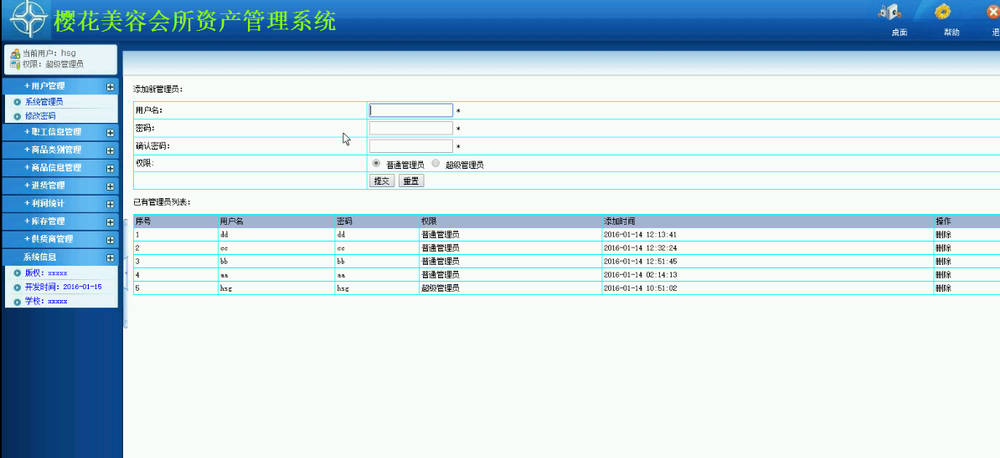 樱花美容会所资产管理系统
桌面 帮助 退
当前用户: hsg
权限: 超级管理员
+用户管理
系统管理员
修改密码
+职工信息管理
+商品类别管理
+商品信息管理
+进货管理
+利润统计
+库存管理
+供货商管理
系统信息
版权: xxxxx
开发时间: 2016-01-15
学校: xxxxx
添加新管理员:
用户名: *
密码: *
确认密码: *
权限: 普通管理员 超级管理员
提交 重置
已有管理员列表:
序号 用户名 密码 权限 添加时间 操作
1 dd dd 普通管理员 2016-01-14 12:13:41 删除
2 cc cc 普通管理员 2016-01-14 12:32:24 删除
3 bb bb 普通管理员 2016-01-14 12:51:45 删除
4 aa aa 普通管理员 2016-01-14 02:14:13 删除
5 hsg hsg 超级管理员 2016-01-14 10:51:02 删除